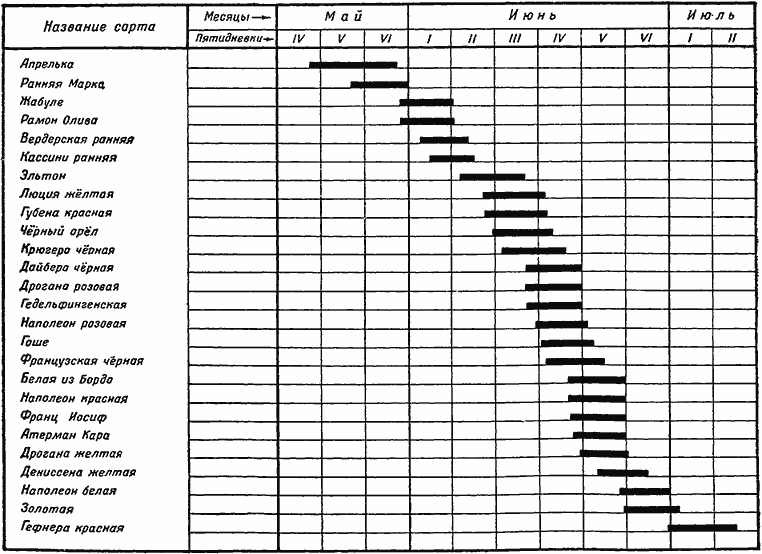 Название сорта
Месяцы → Май Июнь Июль
Пятидневки → IV V VI I II III IV V VI I II
Апрелька
Ранняя Марка
Жабуле
Рамон Олива
Вердерская ранняя
Кассини ранняя
Эльтон
Люция жёлтая
Губена красная
Чёрный орёл
Крюгера чёрная
Дайбера чёрная
Дрогана розовая
Гедельфингенская
Наполеон розовая
Гоше
Французская чёрная
Белая из Бордо
Наполеон красная
Франц Иосиф
Атерман Кара
Дрогана желтая
Дениссена желтая
Наполеон белая
Золотая
Гефнера красная